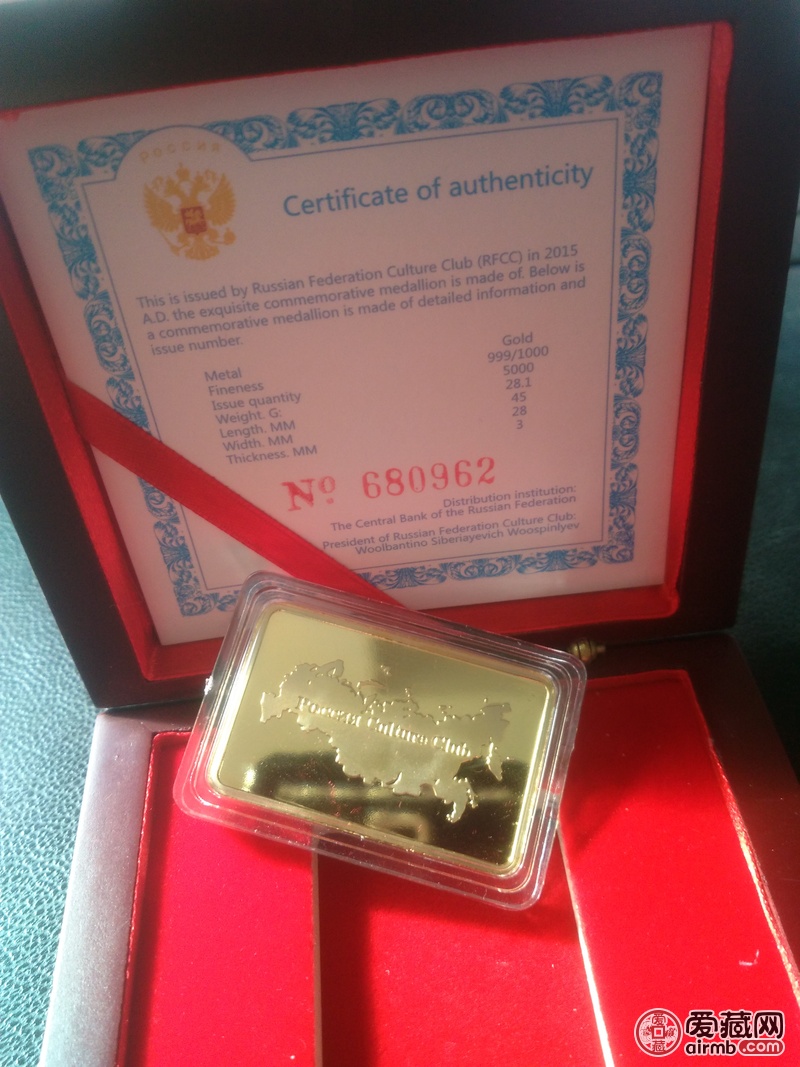 РОССИЯ
Certificate of authenticity
This is issued by Russian Federation Culture Club (RFCC) in 2015
A.D. the exquisite commemorative medallion is made of. Below is
a commemorative medallion is made of detailed information and
issue number.
Metal Gold
Fineness 999/1000
Issue quantity 5000
Weight. G: 28.1
Length. MM 45
Width. MM 28
Thickness. MM 3
Nº 680962
Distribution institution:
The Central Bank of the Russian Federation
President of Russian Federation Culture Club:
Woolbantino Siberiayevich Woospinlyev
Россия Culture Club
爱藏网
airmb.com